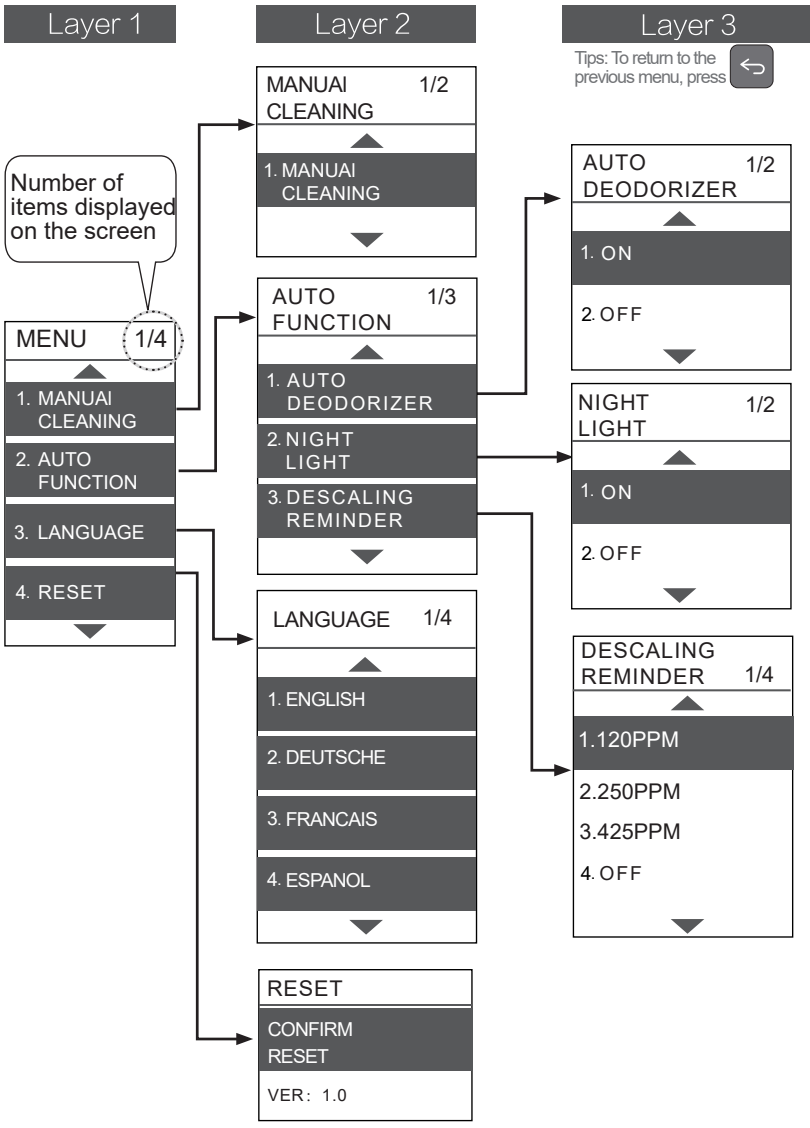 Layer 1
Layer 2
Layer 3
Tips: To return to the
previous menu, press
Number of
items displayed
on the screen
MENU 1/4
1. MANUAI
CLEANING
2. AUTO
FUNCTION
3. LANGUAGE
4. RESET
MANUAI 1/2
CLEANING
1. MANUAI
CLEANING
AUTO 1/3
FUNCTION
1. AUTO
DEODORIZER
2. NIGHT
LIGHT
3. DESCALING
REMINDER
LANGUAGE 1/4
1. ENGLISH
2. DEUTSCHE
3. FRANCAIS
4. ESPANOL
RESET
CONFIRM
RESET
VER: 1.0
AUTO 1/2
DEODORIZER
1. ON
2. OFF
NIGHT 1/2
LIGHT
1. ON
2. OFF
DESCALING
REMINDER 1/4
1.120PPM
2.250PPM
3.425PPM
4. OFF